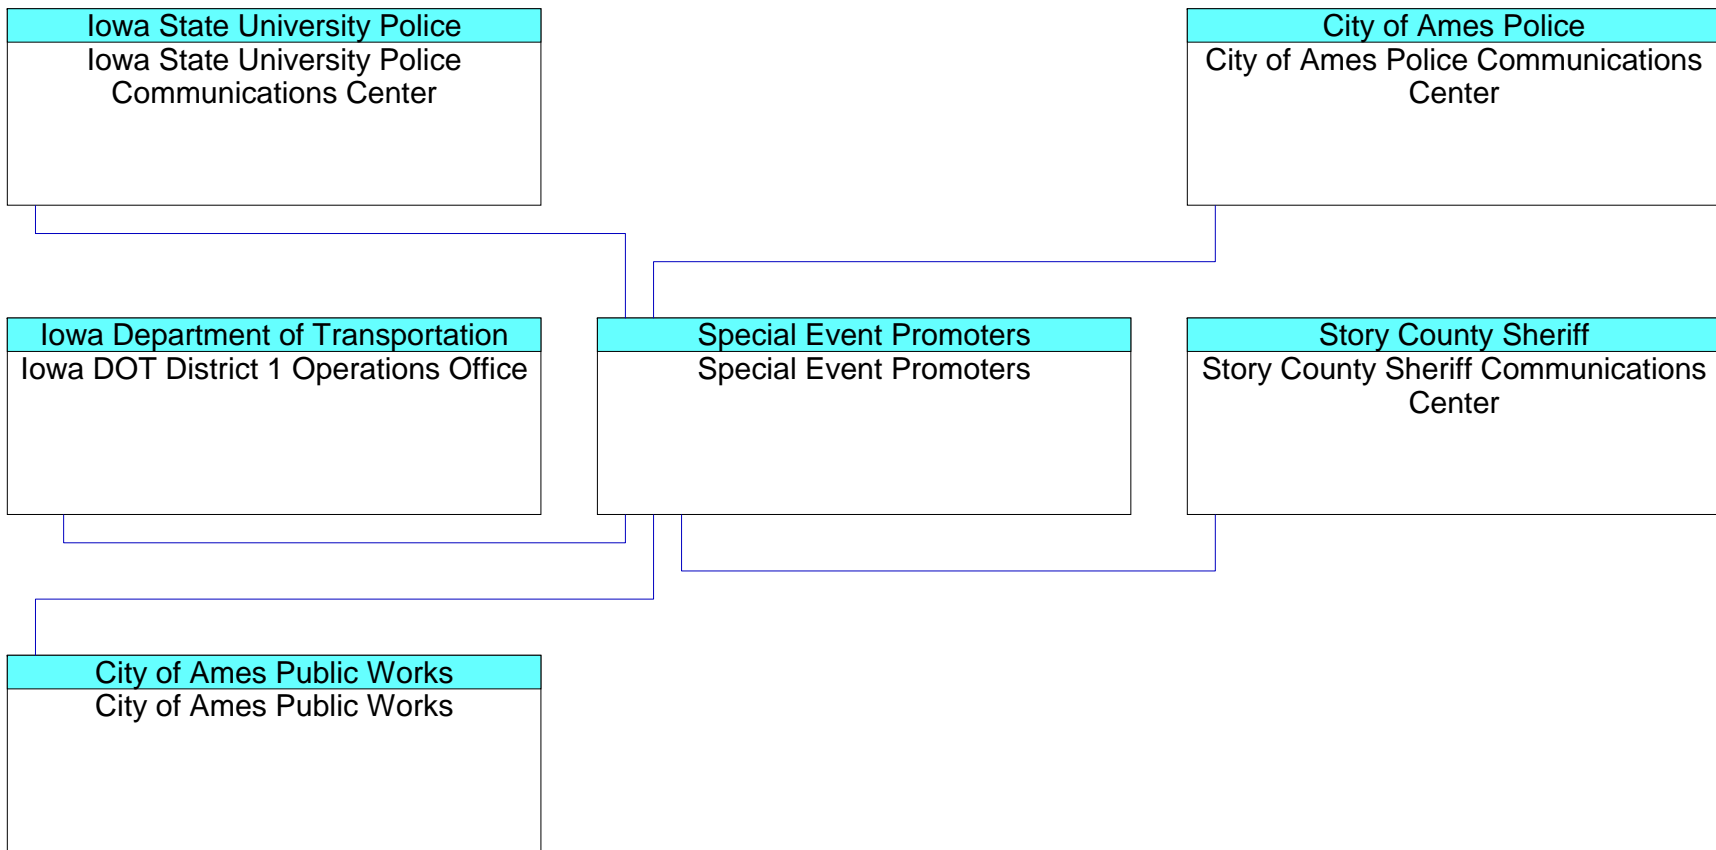 Iowa State University Police
Iowa State University Police
Communications Center
City of Ames Police
City of Ames Police Communications
Center
Iowa Department of Transportation
Iowa DOT District 1 Operations Office
Special Event Promoters
Special Event Promoters
Story County Sheriff
Story County Sheriff Communications
Center
City of Ames Public Works
City of Ames Public Works